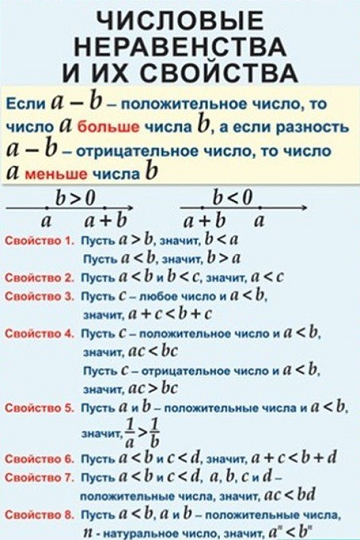 ЧИСЛОВЫЕ
НЕРАВЕНСТВА
И ИХ СВОЙСТВА
Если a – b – положительное число, то
число a больше числа b, а если разность
a – b – отрицательное число, то число
a меньше числа b
b > 0 b < 0
a a + b a + b a
Свойство 1. Пусть a > b, значит, b < a
Пусть a < b, значит, b > a
Свойство 2. Пусть a < b и b < c, значит, a < c
Свойство 3. Пусть c – любое число и a < b,
значит, a + c < b + c
Свойство 4. Пусть c – положительное число и a < b,
значит, ac < bc
Пусть c – отрицательное число и a < b,
значит, ac > bc
Свойство 5. Пусть a и b – положительные числа и a < b,
значит, 1/a > 1/b
Свойство 6. Пусть a < b и c < d, значит, a + c < b + d
Свойство 7. Пусть a < b и c < d, a, b, c и d –
положительные числа, значит, ac < bd
Свойство 8. Пусть a < b, a и b – положительные числа,
n - натуральное число, значит, aⁿ < bⁿ